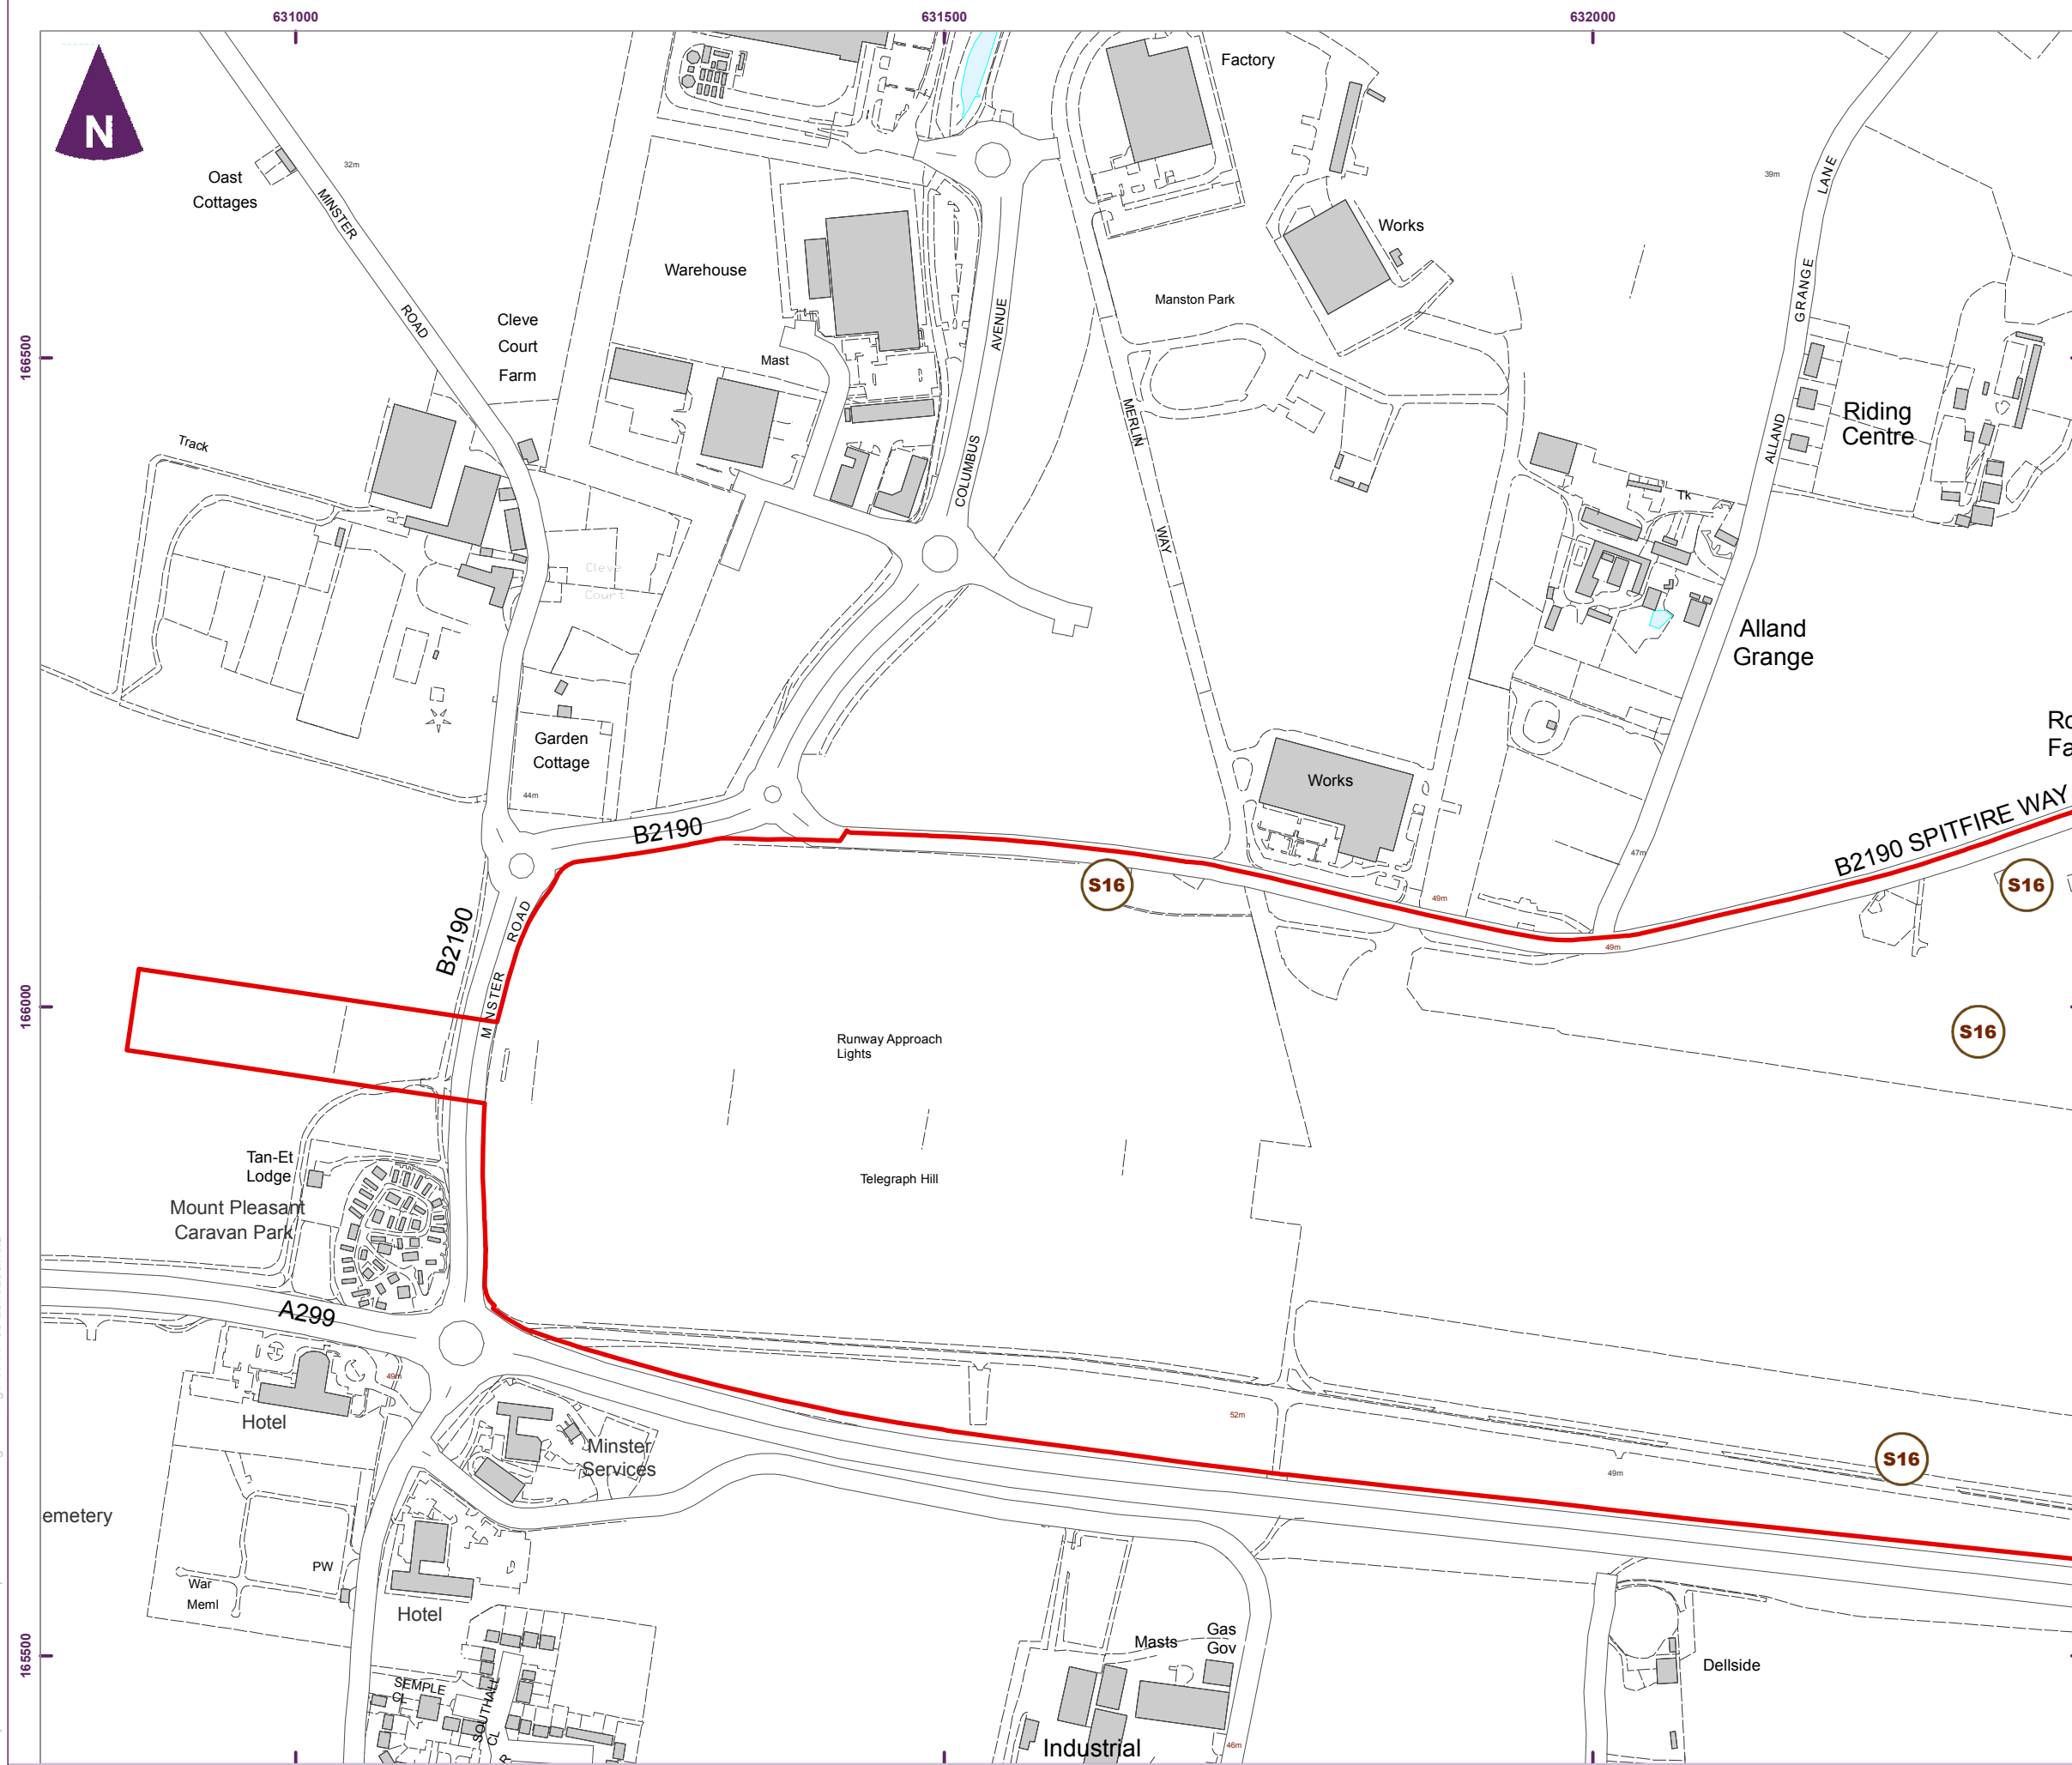 631000
631500
632000
N
Factory
32m
39m
Oast
Cottages
MINSTER
LANE
Works
Warehouse
Manston Park
GRANGE
ROAD
Cleve
Court
Farm
AVENUE
Mast
166500
MERLIN
Riding
Centre
ALLAND
Track
COLUMBUS
Tk
WAY
Cleve
Court
Alland
Grange
Ro
Fa
Garden
Cottage
44m
Works
B2190
B2190 SPITFIRE WAY
47m
S16
S16
49m
49m
B2190
ROAD
MINSTER
166000
Runway Approach
Lights
S16
Tan-Et
Lodge
Telegraph Hill
Mount Pleasant
Caravan Park
A299
49m
52m
Hotel
Minster
Services
S16
49m
emetery
PW
War
Meml
Hotel
Gas
Gov
Masts
165500
Dellside
SEMPLE
CL
SOUTHALL
CL
R
Industrial
46m